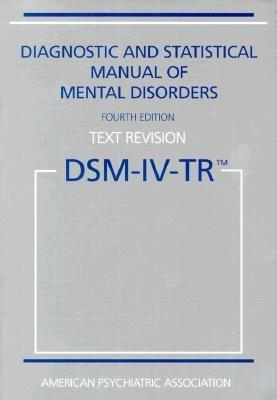 DIAGNOSTIC AND STATISTICAL
MANUAL OF
MENTAL DISORDERS
FOURTH EDITION
TEXT REVISION
DSM-IV-TR™
AMERICAN PSYCHIATRIC ASSOCIATION